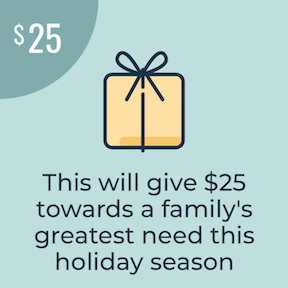 $25
This will give $25
towards a family's
greatest need this
holiday season